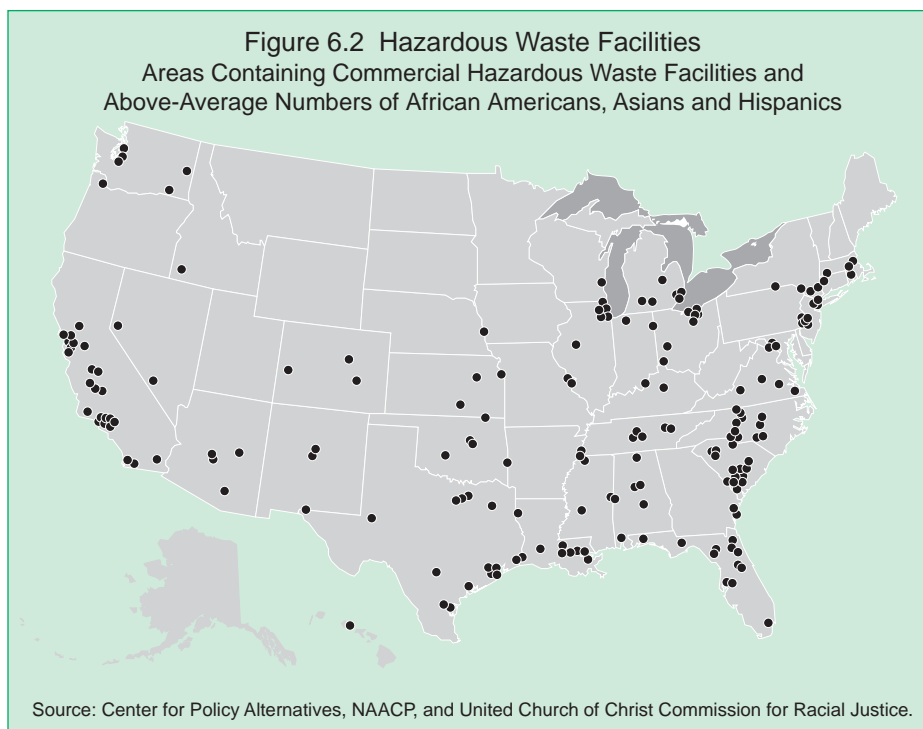 Figure 6.2 Hazardous Waste Facilities
Areas Containing Commercial Hazardous Waste Facilities and
Above-Average Numbers of African Americans, Asians and Hispanics
Source: Center for Policy Alternatives, NAACP, and United Church of Christ Commission for Racial Justice.